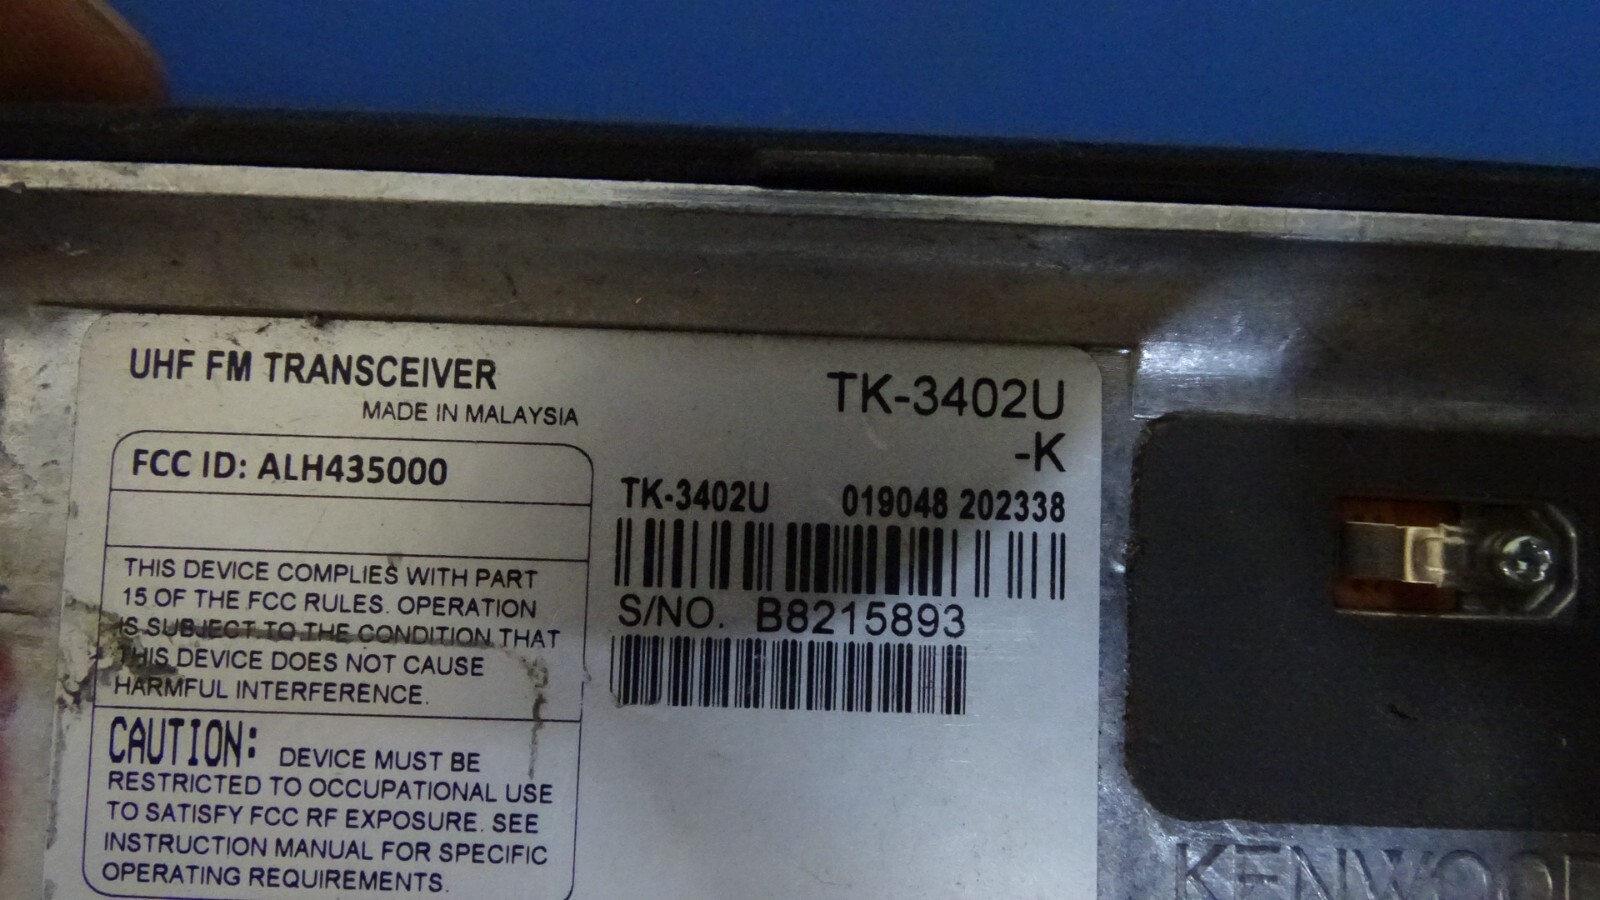 UHF FM TRANSCEIVER
MADE IN MALAYSIA
TK-3402U
-K
FCC ID: ALH435000
TK-3402U 019048 202338
S/NO. B8215893
THIS DEVICE COMPLIES WITH PART
15 OF THE FCC RULES. OPERATION
IS SUBJECT TO THE CONDITION THAT
THIS DEVICE DOES NOT CAUSE
HARMFUL INTERFERENCE.
CAUTION: DEVICE MUST BE
RESTRICTED TO OCCUPATIONAL USE
TO SATISFY FCC RF EXPOSURE. SEE
INSTRUCTION MANUAL FOR SPECIFIC
OPERATING REQUIREMENTS.
KENWOOD